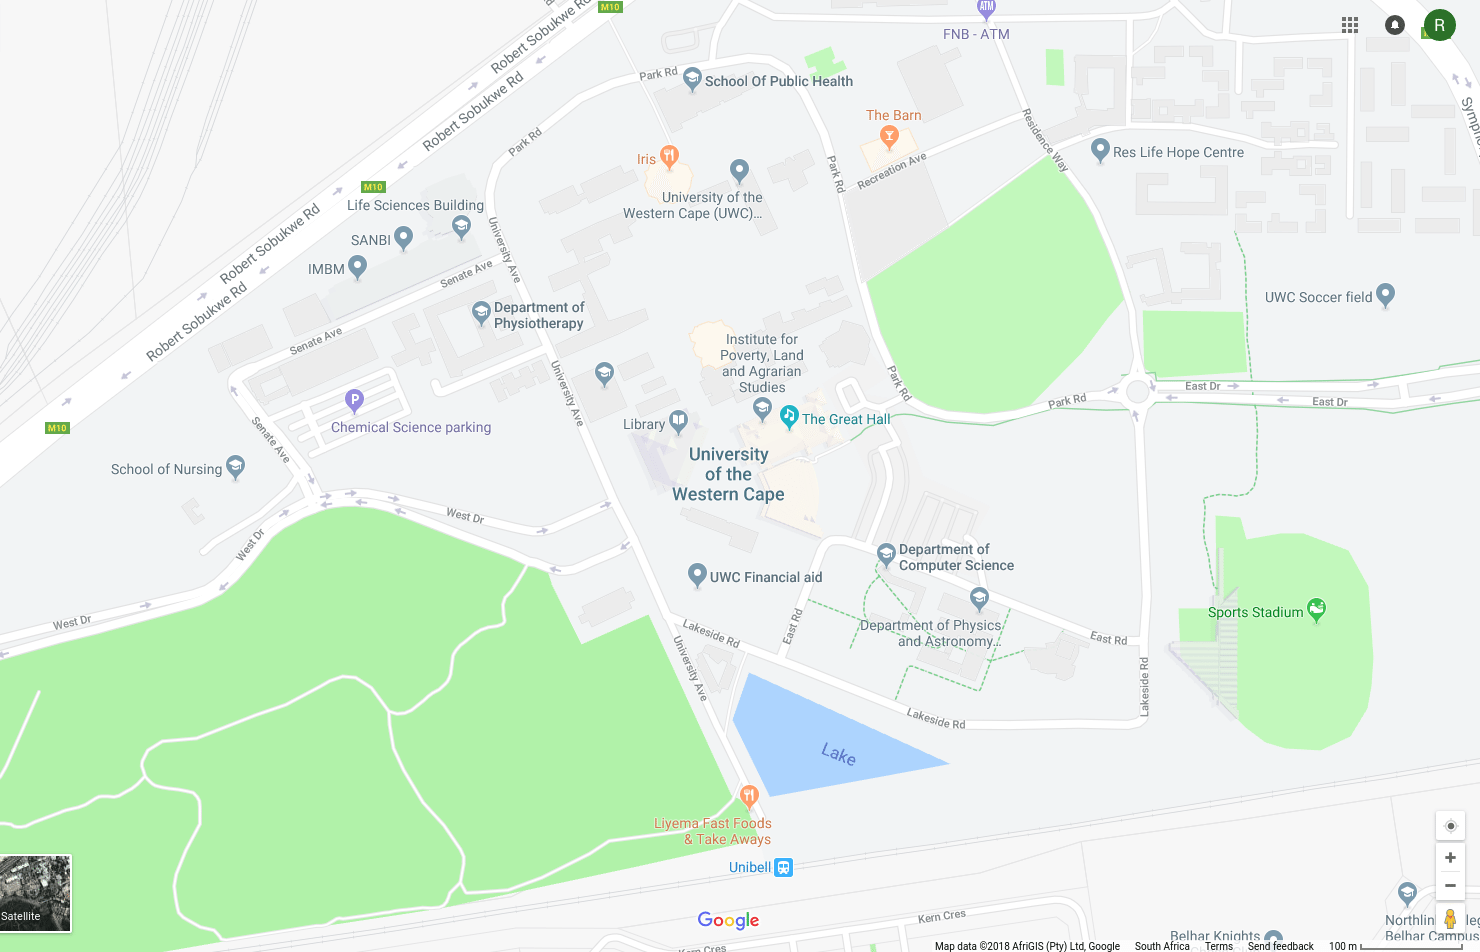 M10
ATM
FNB - ATM
R
Robert Sobukwe Rd
Robert Sobukwe Rd
Park Rd
School Of Public Health
The Barn
Residence Way
Park Rd
Iris
Park Rd
Recreation Ave
Res Life Hope Centre
M10
University of the
Western Cape (UWC)...
Life Sciences Building
SANBI
IMBM
Robert Sobukwe Rd
Robert Sobukwe Rd
University Ave
Senate Ave
Department of
Physiotherapy
UWC Soccer field
Senate Ave
Institute for
Poverty, Land
and Agrarian
Studies
University Ave
Park Rd
Park Rd
East Dr
East Dr
P
M10
Senate Ave
Chemical Science parking
Library
The Great Hall
School of Nursing
University
of the
Western Cape
West Dr
West Dr
Department of
Computer Science
UWC Financial aid
West Dr
Lakeside Rd
East Rd
Department of Physics
and Astronomy...
East Rd
Sports Stadium
University Ave
Lakeside Rd
Lakeside Rd
Lake
Liyema Fast Foods
& Take Aways
Unibell
Satellite
Google
Kern Cres
Kern Cres
Belhar Knights
Belhar Campus
Map data ©2018 AfriGIS (Pty) Ltd, Google South Africa Terms Send feedback 100 m